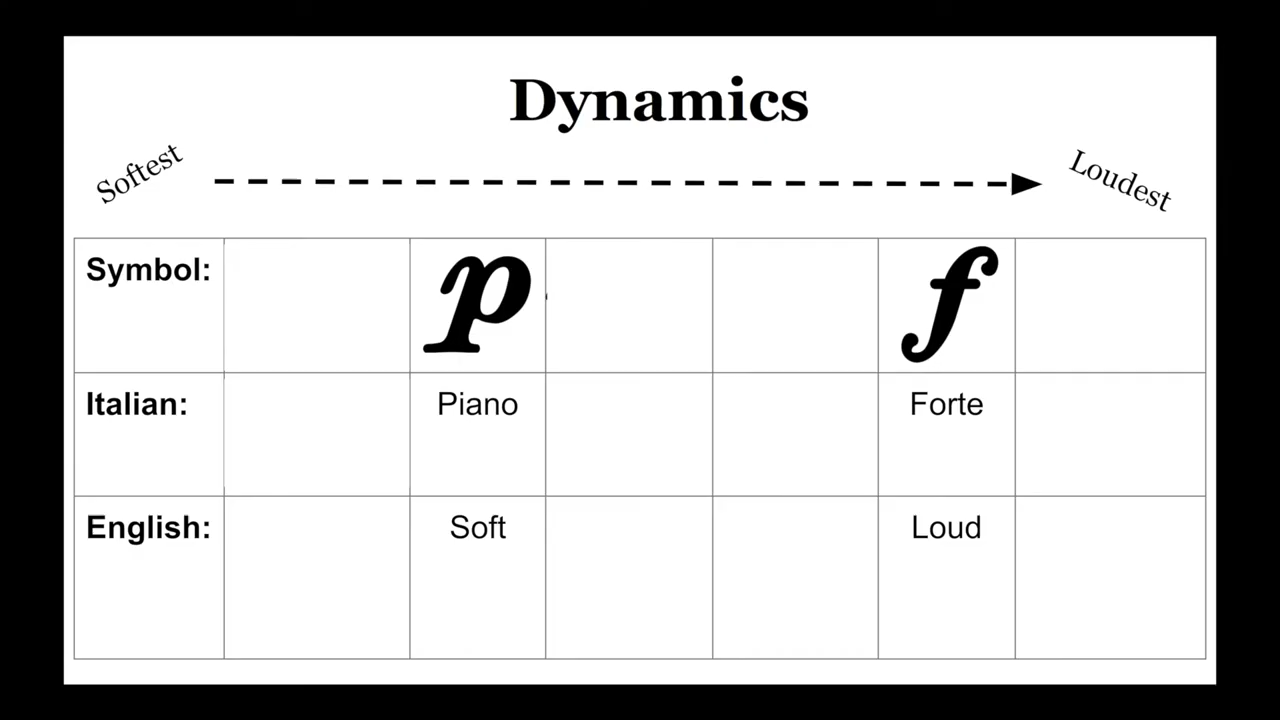 Dynamics
Softest
Loudest
Symbol: p f
Italian: Piano Forte
English: Soft Loud